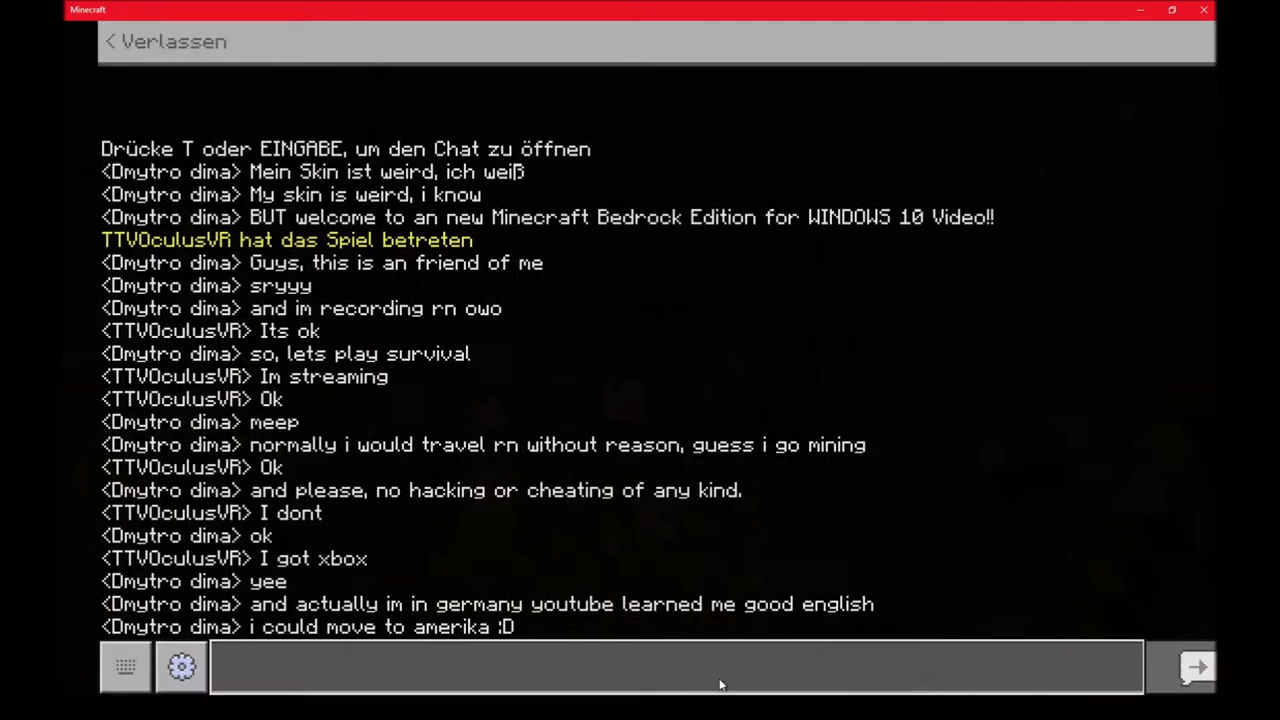 Minecraft
< Verlassen
Drücke T oder EINGABE, um den Chat zu öffnen
<Dmytro dima> Mein Skin ist weird, ich weiß
<Dmytro dima> My skin is weird, i know
<Dmytro dima> BUT welcome to an new Minecraft Bedrock Edition for WINDOWS 10 Video!!
TTVOculusVR hat das Spiel betreten
<Dmytro dima> Guys, this is an friend of me
<Dmytro dima> sryyy
<Dmytro dima> and im recording rn owo
<TTVOculusVR> Its ok
<Dmytro dima> so, lets play survival
<TTVOculusVR> Im streaming
<TTVOculusVR> Ok
<Dmytro dima> meep
<Dmytro dima> normally i would travel rn without reason, guess i go mining
<TTVOculusVR> Ok
<Dmytro dima> and please, no hacking or cheating of any kind.
<TTVOculusVR> I dont
<Dmytro dima> ok
<TTVOculusVR> I got xbox
<Dmytro dima> yee
<Dmytro dima> and actually im in germany youtube learned me good english
<Dmytro dima> i could move to amerika :D